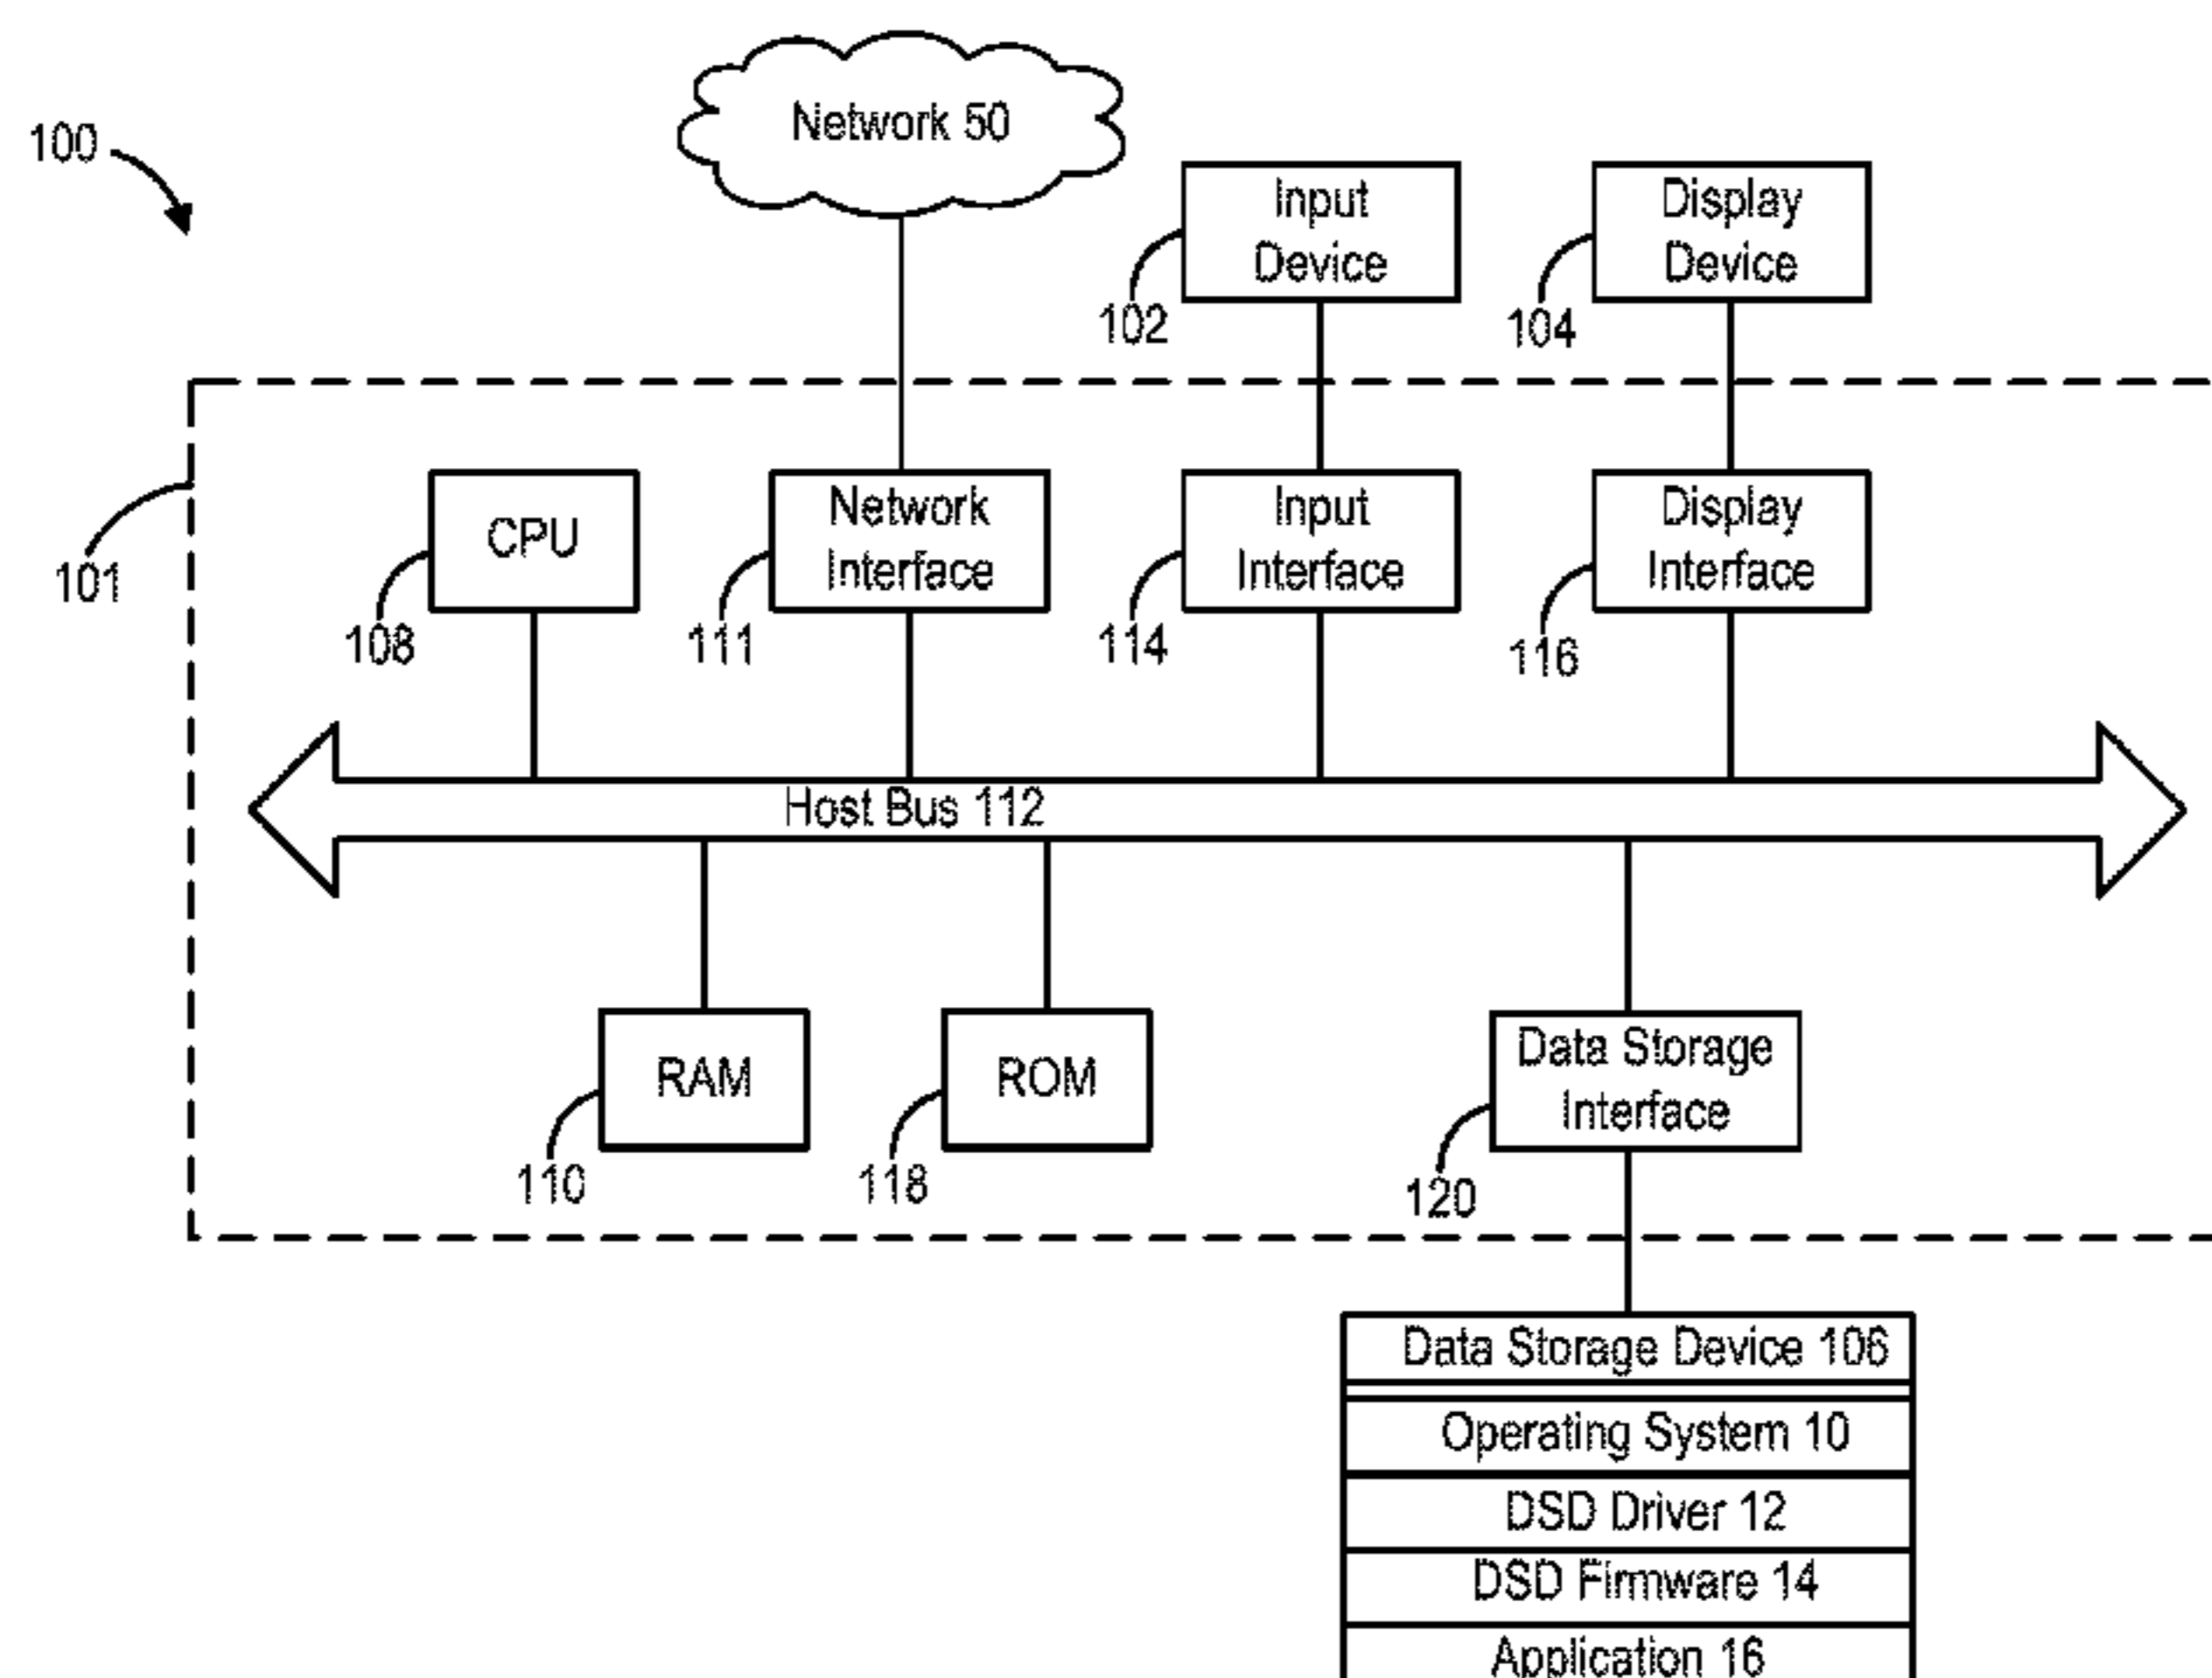 Network 50
100
Input
Device
Display
Device
102
104
CPU
Network
Interface
Input
Interface
Display
Interface
101
108
111
114
116
Host Bus 112
RAM
ROM
Data Storage
Interface
110
118
120
Data Storage Device 106
Operating System 10
DSD Driver 12
DSD Firmware 14
Application 16